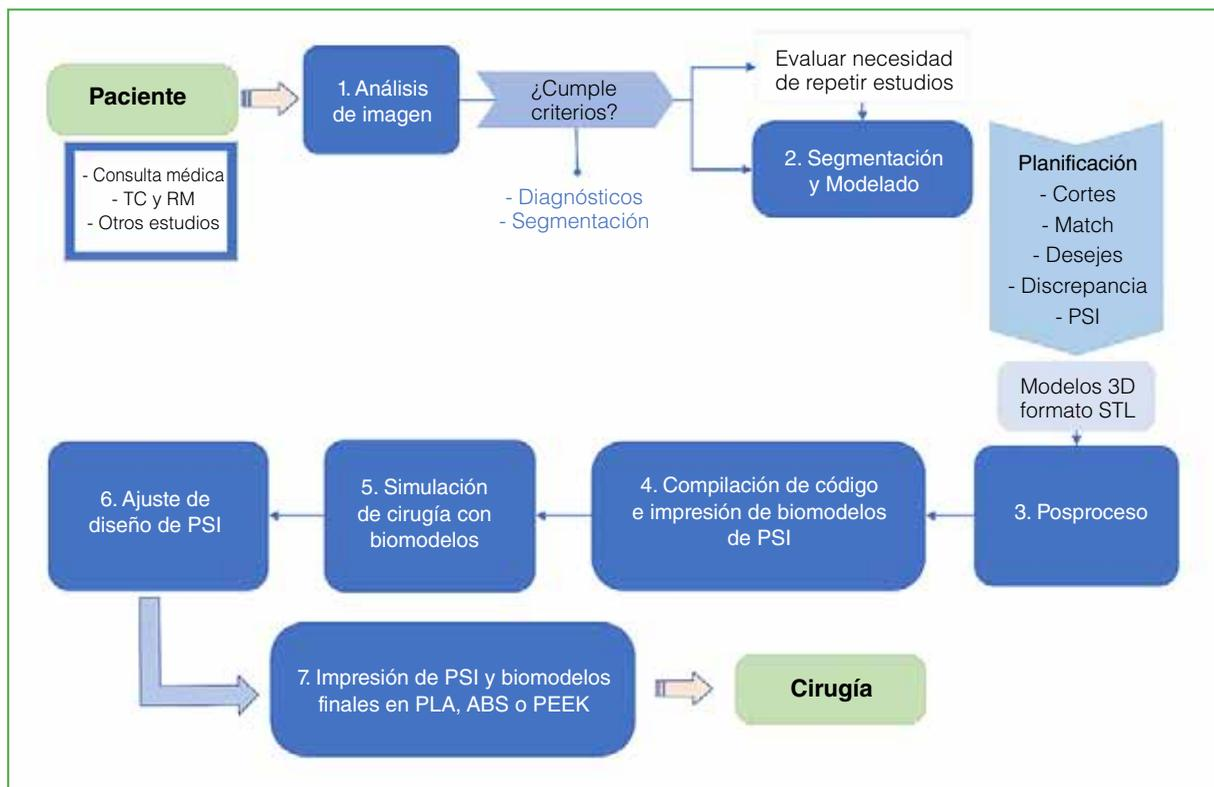 Paciente
- Consulta médica
- TC y RM
- Otros estudios
1. Análisis
de imagen
¿Cumple
criterios?
- Diagnósticos
- Segmentación
Evaluar necesidad
de repetir estudios
2. Segmentación
y Modelado
Planificación
- Cortes
- Match
- Desejes
- Discrepancia
- PSI
Modelos 3D
formato STL
3. Posproceso
4. Compilación de código
e impresión de biomodelos
de PSI
5. Simulación
de cirugía con
biomodelos
6. Ajuste de
diseño de PSI
7. Impresión de PSI y biomodelos
finales en PLA, ABS o PEEK
Cirugía